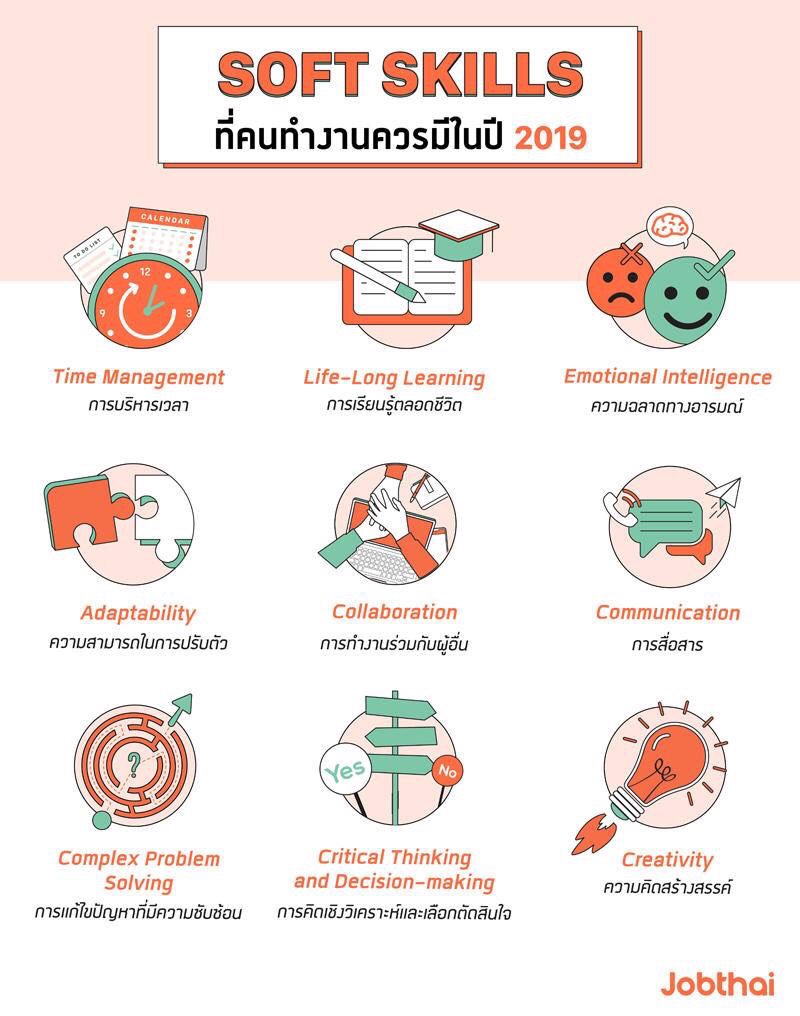 SOFT SKILLS
ที่คนทำงานควรมีในปี 2019
CALENDAR
TO DO LIST
12
9
3
Time Management
การบริหารเวลา
Life-Long Learning
การเรียนรู้ตลอดชีวิต
Emotional Intelligence
ความฉลาดทางอารมณ์
Adaptability
ความสามารถในการปรับตัว
Collaboration
การทำงานร่วมกับผู้อื่น
Communication
การสื่อสาร
?
Yes
No
Complex Problem
Solving
การแก้ไขปัญหาที่มีความซับซ้อน
Critical Thinking
and Decision-making
การคิดเชิงวิเคราะห์และเลือกตัดสินใจ
Creativity
ความคิดสร้างสรรค์
Jobthai